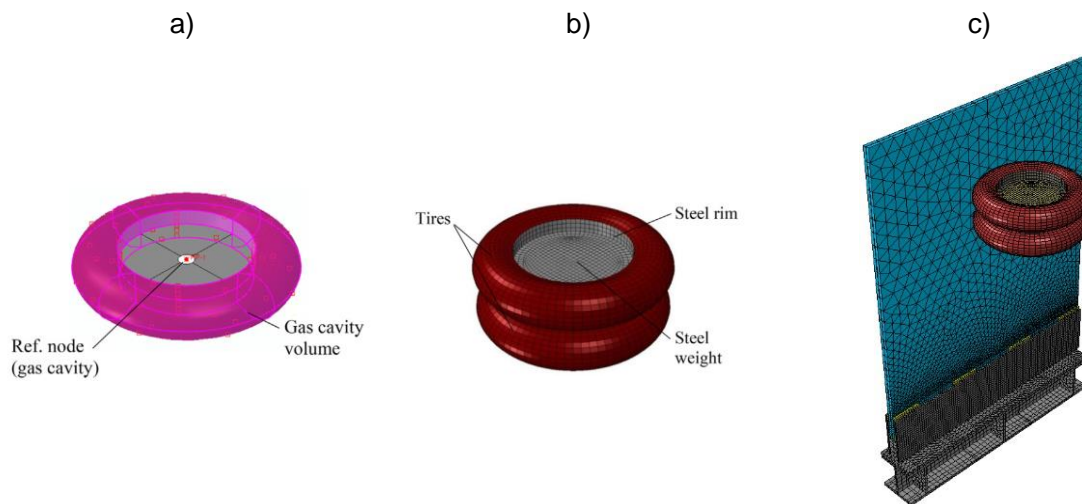 a)
b)
c)
Ref. node
(gas cavity)
Gas cavity
volume
Tires
Steel rim
Steel
weight